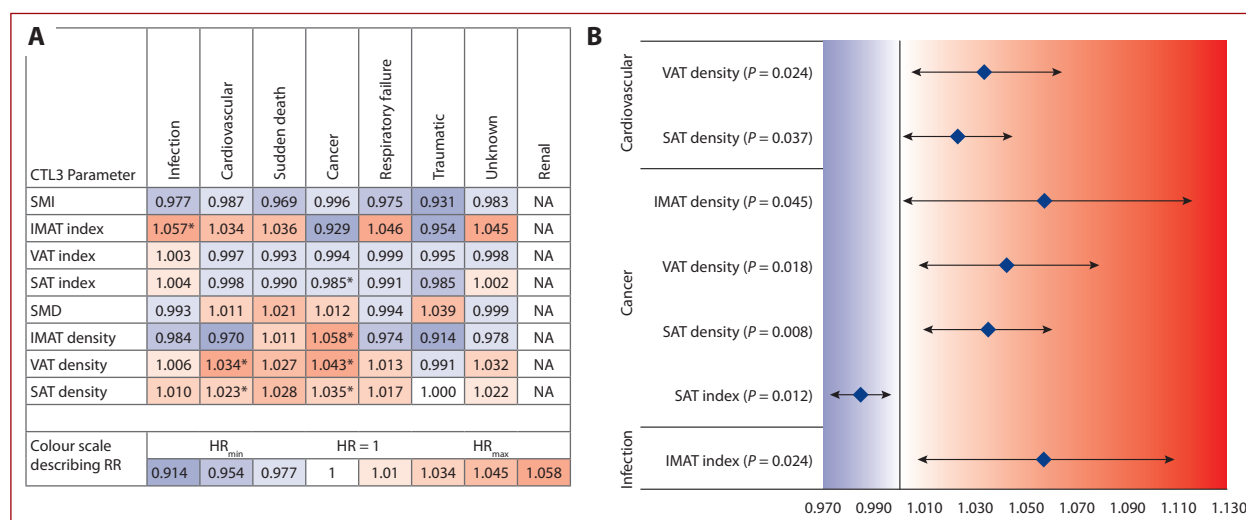 A
CTL3 Parameter Infection Cardiovascular Sudden death Cancer Respiratory failure Traumatic Unknown Renal
SMI 0.977 0.987 0.969 0.996 0.975 0.931 0.983 NA
IMAT index 1.057* 1.034 1.036 0.929 1.046 0.954 1.045 NA
VAT index 1.003 0.997 0.993 0.994 0.999 0.995 0.998 NA
SAT index 1.004 0.998 0.990 0.985* 0.991 0.985 1.002 NA
SMD 0.993 1.011 1.021 1.012 0.994 1.039 0.999 NA
IMAT density 0.984 0.970 1.011 1.058* 0.974 0.914 0.978 NA
VAT density 1.006 1.034* 1.027 1.043* 1.013 0.991 1.032 NA
SAT density 1.010 1.023* 1.028 1.035* 1.017 1.000 1.022 NA
Colour scale HRmin HR = 1 HRmax
describing RR 0.914 0.954 0.977 1 1.01 1.034 1.045 1.058
B
Cardiovascular
VAT density (P = 0.024)
SAT density (P = 0.037)
Cancer
IMAT density (P = 0.045)
VAT density (P = 0.018)
SAT density (P = 0.008)
SAT index (P = 0.012)
Infection
IMAT index (P = 0.024)
0.970 0.990 1.010 1.030 1.050 1.070 1.090 1.110 1.130